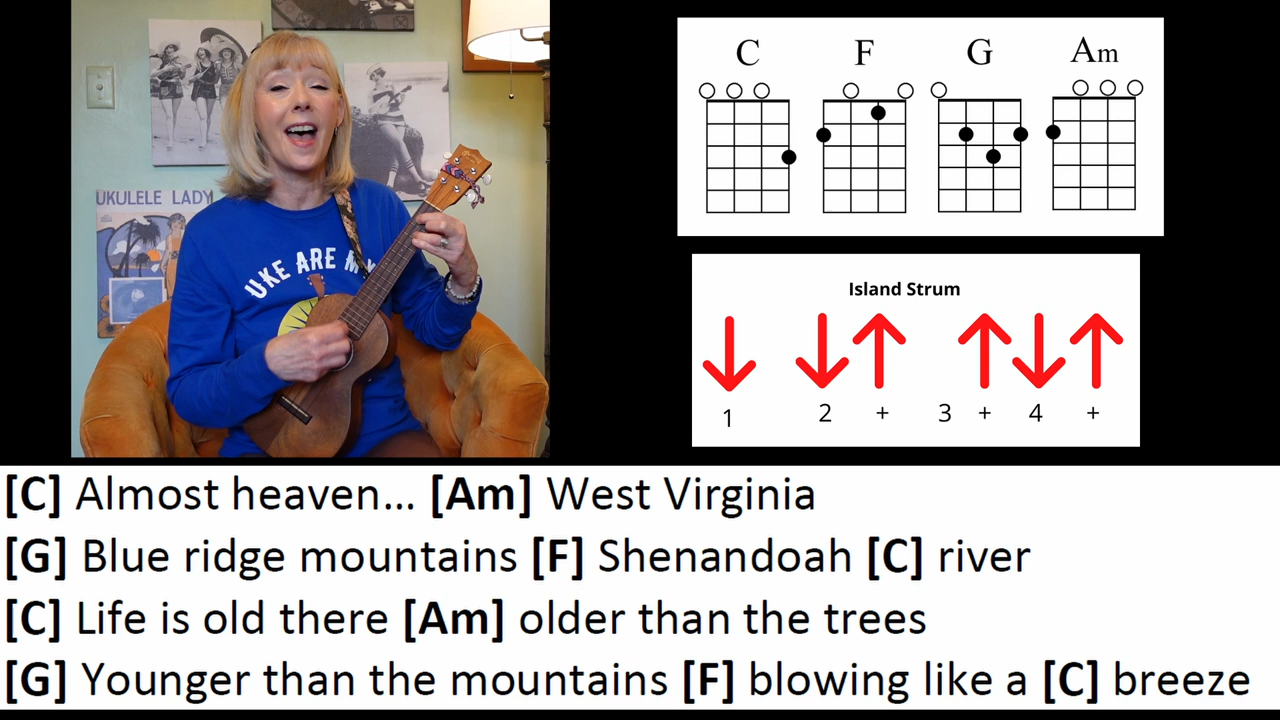 UKULELE LADY
UKE ARE MY
C F G Am
Island Strum
1 2 + 3 + 4 +
[C] Almost heaven... [Am] West Virginia
[G] Blue ridge mountains [F] Shenandoah [C] river
[C] Life is old there [Am] older than the trees
[G] Younger than the mountains [F] blowing like a [C] breeze